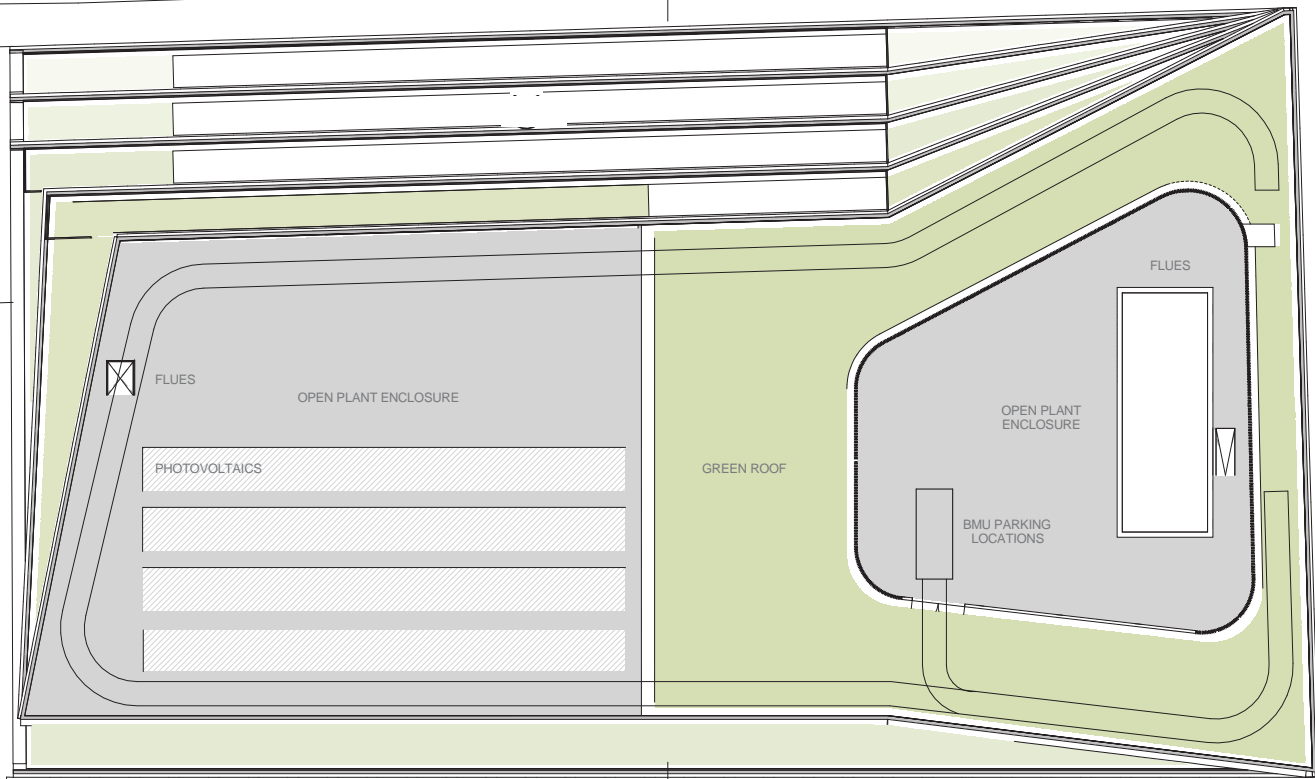 FLUES
FLUES
OPEN PLANT ENCLOSURE
OPEN PLANT
ENCLOSURE
PHOTOVOLTAICS
GREEN ROOF
BMU PARKING
LOCATIONS